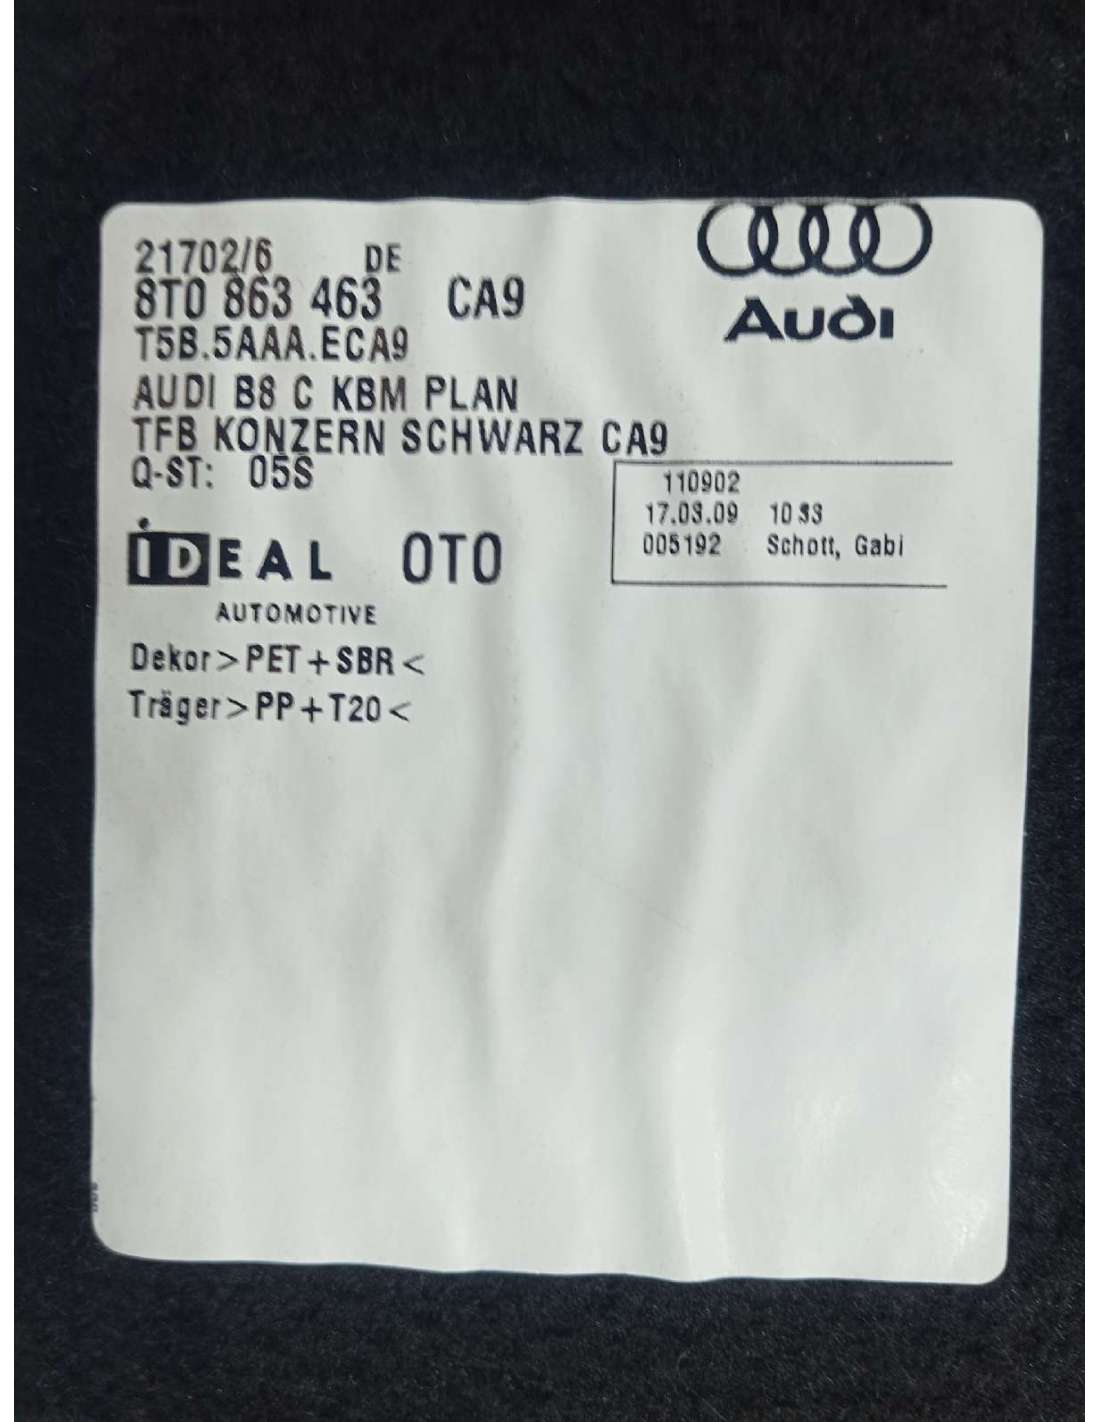 21702/6 DE
8T0 863 463 CA9
T5B.5AAA.ECA9
AUDI B8 C KBM PLAN
TFB KONZERN SCHWARZ CA9
Q-ST: 05S
Audi
110902
17.03.09 10 33
005192 Schott, Gabi
IDEAL OTO
AUTOMOTIVE
Dekor>PET+SBR<
Träger>PP+T20<